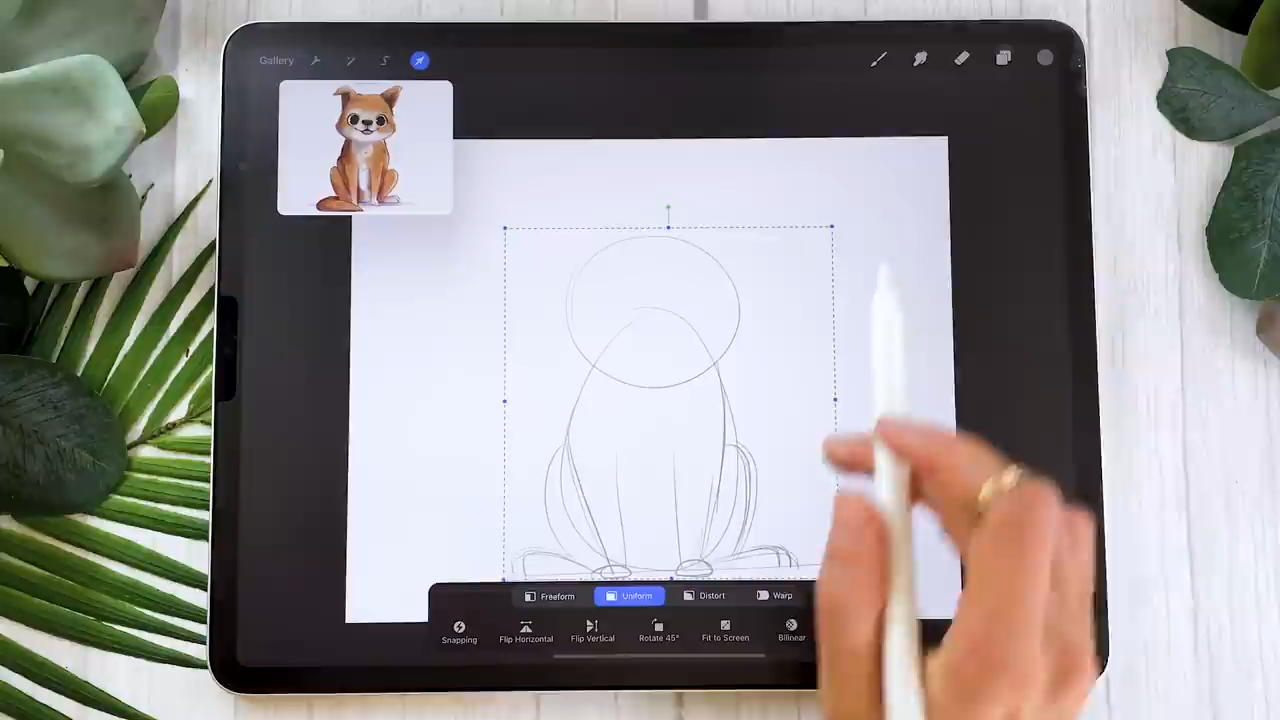 Gallery
Freeform Uniform Distort Warp
Snapping Flip Horizontal Flip Vertical Rotate 45° Fit to Screen Bilinear